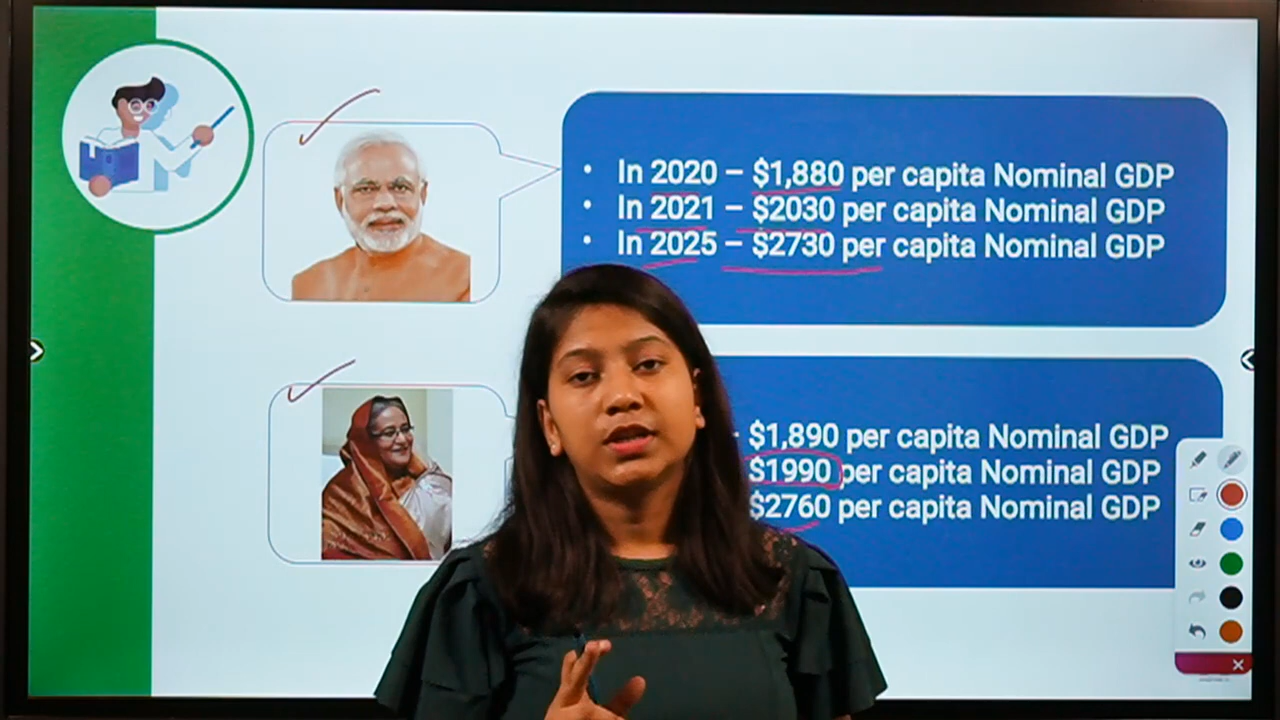 • In 2020 – $1,880 per capita Nominal GDP
• In 2021 – $2030 per capita Nominal GDP
• In 2025 – $2730 per capita Nominal GDP
- $1,890 per capita Nominal GDP
$1990 per capita Nominal GDP
$2760 per capita Nominal GDP